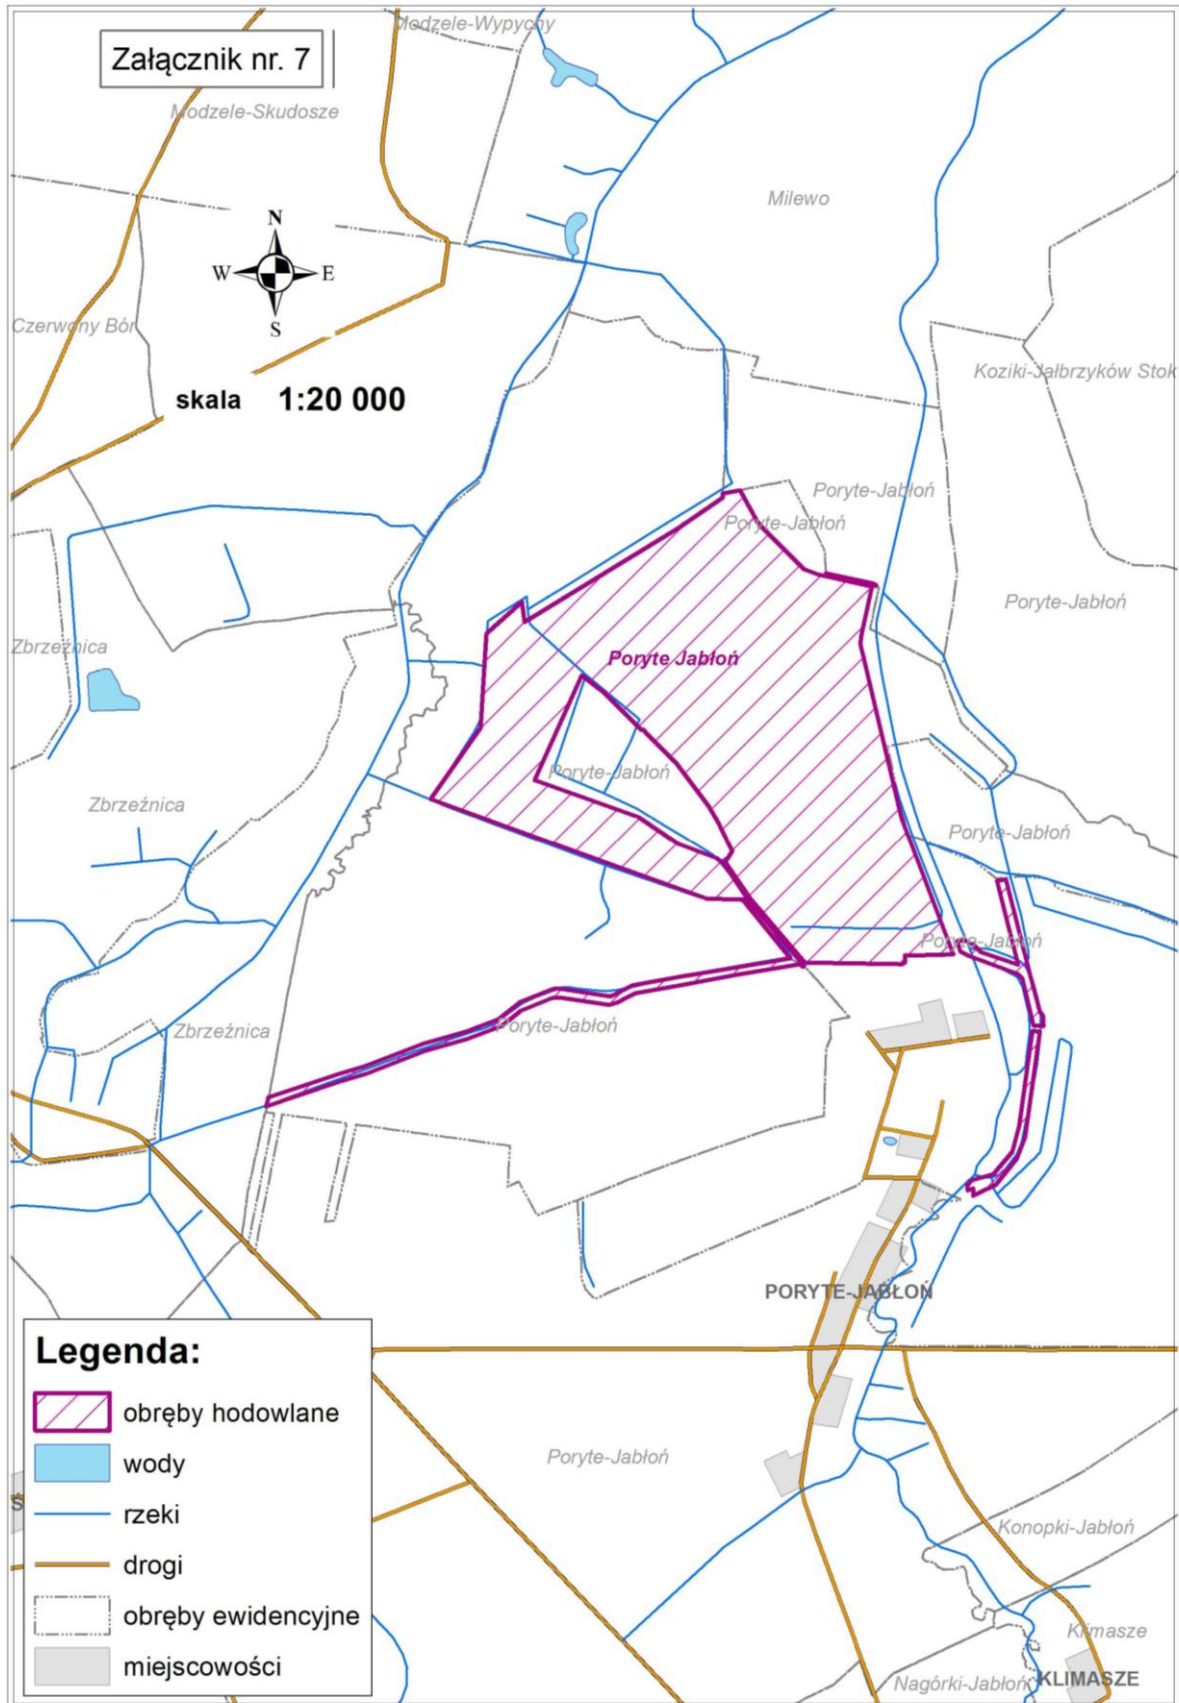 Modzele-Wypychy
Załącznik nr. 7
Modzele-Skudosze
Milewo
N
W
E
S
Czerwony Bór
Koziki-Jałbrzyków Stok
skala 1:20 000
Poryte-Jabłoń
Poryte-Jabłoń
Poryte-Jabłoń
Zbrzeźnica
Poryte Jabłoń
Poryte-Jabłoń
Zbrzeźnica
Poryte-Jabłoń
Poryte-Jabłoń
Zbrzeźnica
Poryte-Jabłoń
PORYTE-JABŁOŃ
Legenda:
obręby hodowlane
wody
rzeki
drogi
obręby ewidencyjne
miejscowości
Poryte-Jabłoń
Ś
Konopki-Jabłoń
Klimasze
Nagórki-Jabłoń
KLIMASZE